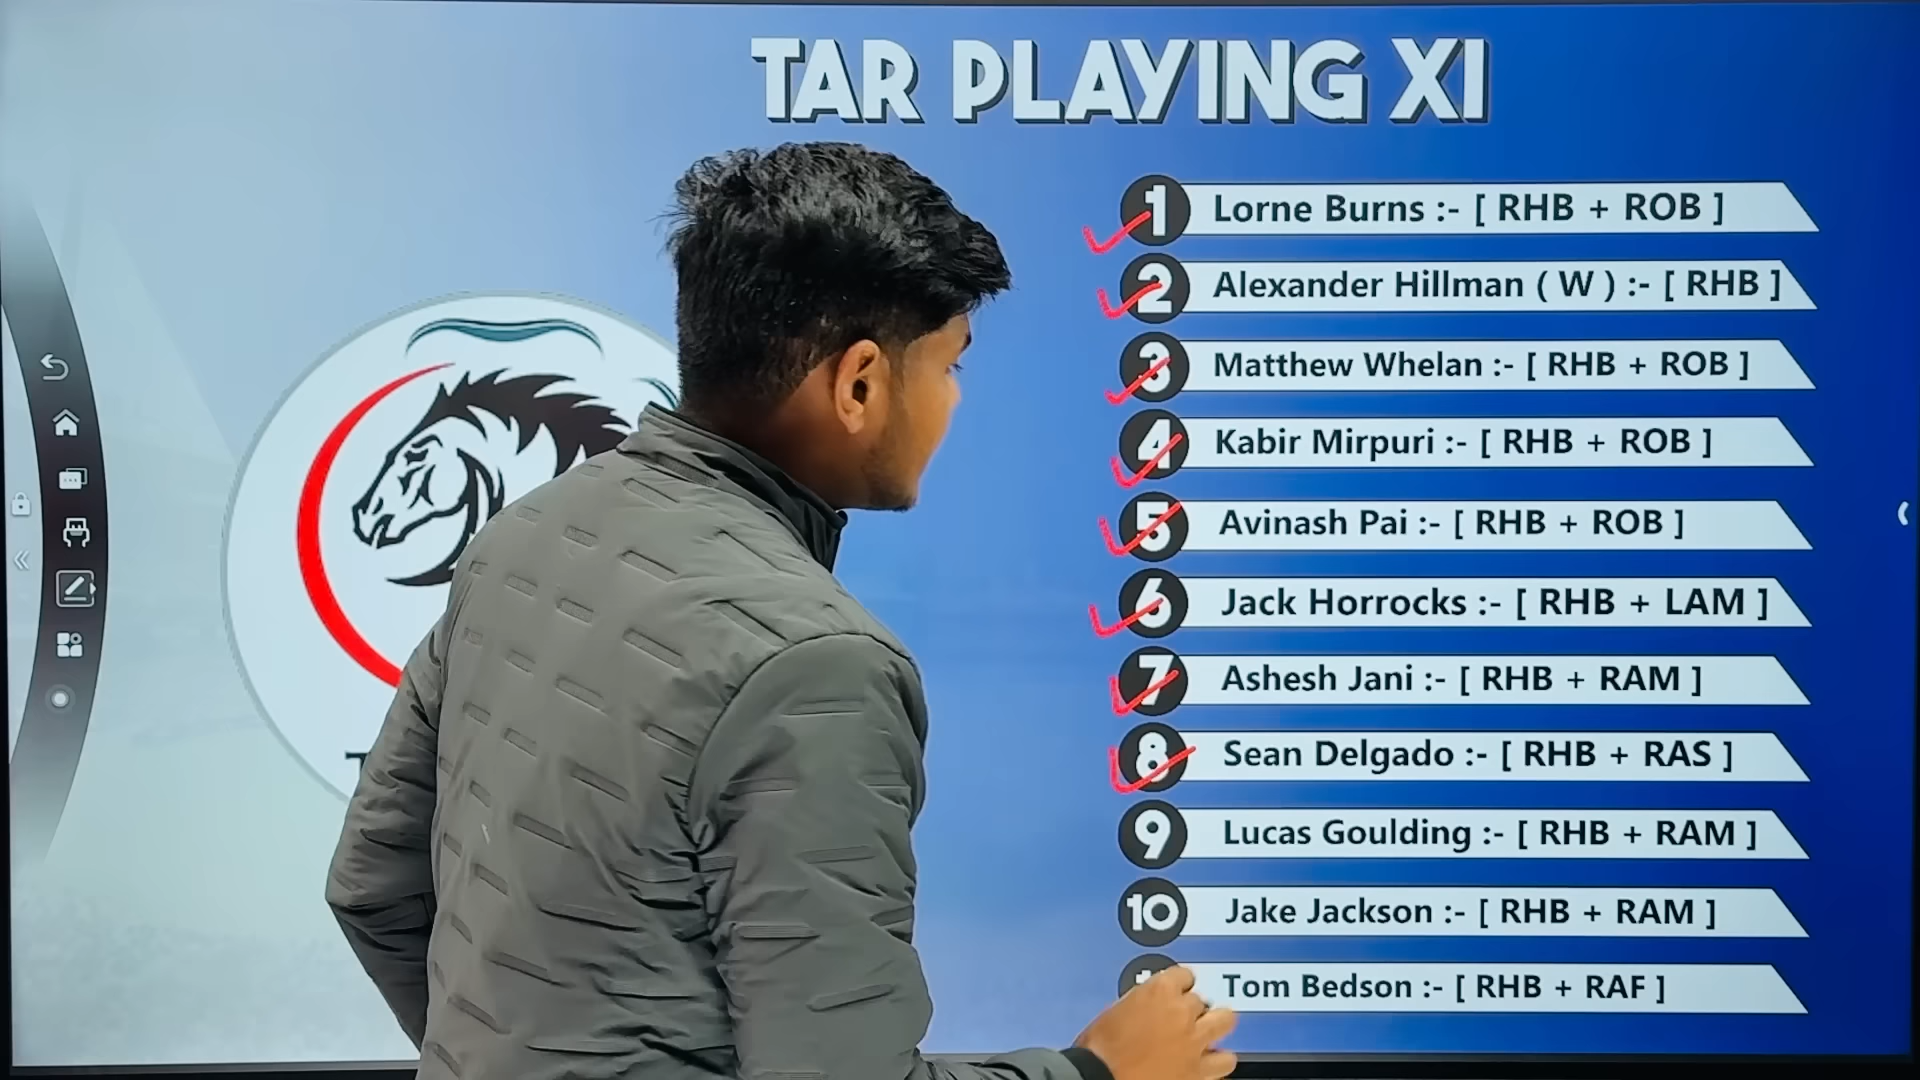 TAR PLAYING XI
1 Lorne Burns :- [ RHB + ROB ]
2 Alexander Hillman ( W ) :- [ RHB ]
3 Matthew Whelan :- [ RHB + ROB ]
4 Kabir Mirpuri :- [ RHB + ROB ]
5 Avinash Pai :- [ RHB + ROB ]
6 Jack Horrocks :- [ RHB + LAM ]
7 Ashesh Jani :- [ RHB + RAM ]
8 Sean Delgado :- [ RHB + RAS ]
9 Lucas Goulding :- [ RHB + RAM ]
10 Jake Jackson :- [ RHB + RAM ]
Tom Bedson :- [ RHB + RAF ]